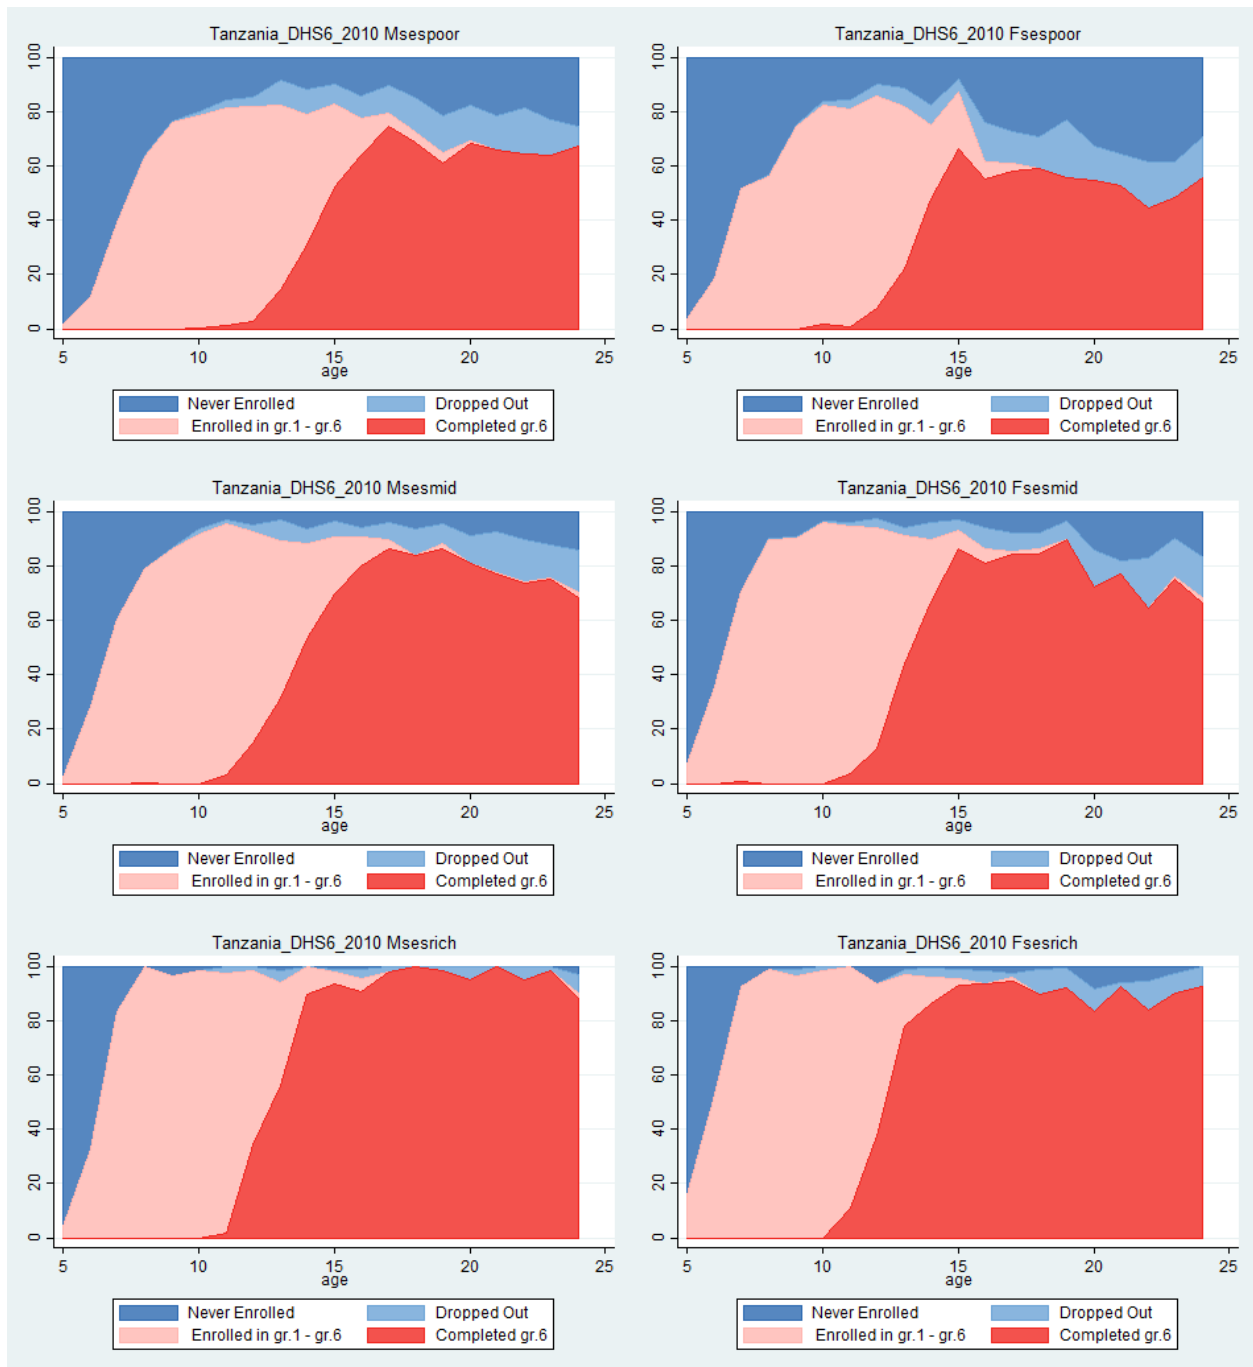 Tanzania_DHS6_2010 Msespoor
100
80
60
40
20
0
5 10 15 20 25
age
Never Enrolled Dropped Out
Enrolled in gr.1 - gr.6 Completed gr.6
Tanzania_DHS6_2010 Fsespoor
100
80
60
40
20
0
5 10 15 20 25
age
Never Enrolled Dropped Out
Enrolled in gr.1 - gr.6 Completed gr.6
Tanzania_DHS6_2010 Msesmid
100
80
60
40
20
0
5 10 15 20 25
age
Never Enrolled Dropped Out
Enrolled in gr.1 - gr.6 Completed gr.6
Tanzania_DHS6_2010 Fsesmid
100
80
60
40
20
0
5 10 15 20 25
age
Never Enrolled Dropped Out
Enrolled in gr.1 - gr.6 Completed gr.6
Tanzania_DHS6_2010 Msesrich
100
80
60
40
20
0
5 10 15 20 25
age
Never Enrolled Dropped Out
Enrolled in gr.1 - gr.6 Completed gr.6
Tanzania_DHS6_2010 Fsesrich
100
80
60
40
20
0
5 10 15 20 25
age
Never Enrolled Dropped Out
Enrolled in gr.1 - gr.6 Completed gr.6